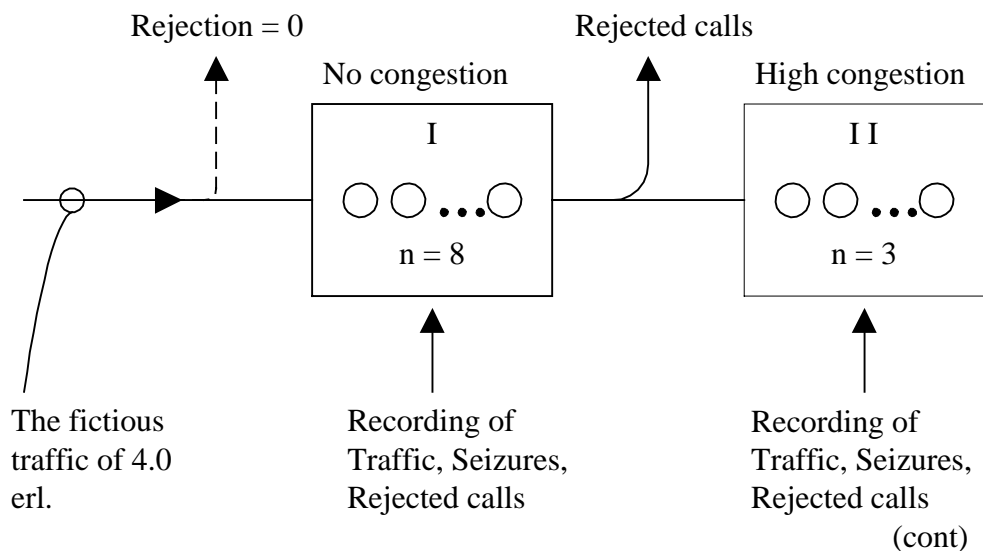 Rejection = 0
Rejected calls
No congestion
High congestion
I
I I
n = 8
n = 3
The fictious
traffic of 4.0
erl.
Recording of
Traffic, Seizures,
Rejected calls
Recording of
Traffic, Seizures,
Rejected calls
(cont)